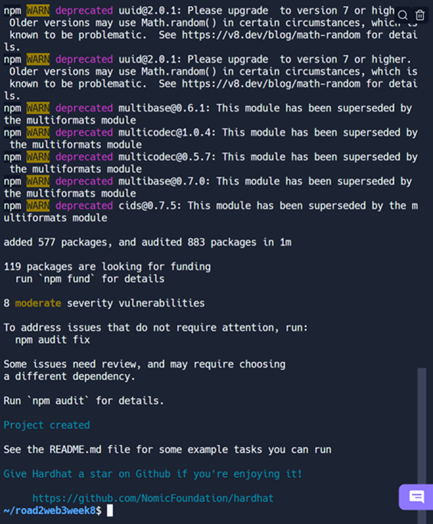 npm WARN deprecated uuid@2.0.1: Please upgrade  to version 7 or high
 Older versions may use Math.random() in certain circumstances, which is
 known to be problematic.  See https://v8.dev/blog/math-random for detai
ls.
npm WARN deprecated uuid@2.0.1: Please upgrade  to version 7 or higher.
 Older versions may use Math.random() in certain circumstances, which is
 known to be problematic.  See https://v8.dev/blog/math-random for detai
ls.
npm WARN deprecated multibase@0.6.1: This module has been superseded by
the multiformats module
npm WARN deprecated multicodec@1.0.4: This module has been superseded by
 the multiformats module
npm WARN deprecated multicodec@0.5.7: This module has been superseded by
 the multiformats module
npm WARN deprecated multibase@0.7.0: This module has been superseded by
the multiformats module
npm WARN deprecated cids@0.7.5: This module has been superseded by the m
ultiformats module

added 577 packages, and audited 883 packages in 1m

119 packages are looking for funding
  run `npm fund` for details

8 moderate severity vulnerabilities

To address issues that do not require attention, run:
  npm audit fix

Some issues need review, and may require choosing
a different dependency.

Run `npm audit` for details.

Project created

See the README.md file for some example tasks you can run

Give Hardhat a star on Github if you're enjoying it!

     https://github.com/NomicFoundation/hardhat
~/road2web3week8$